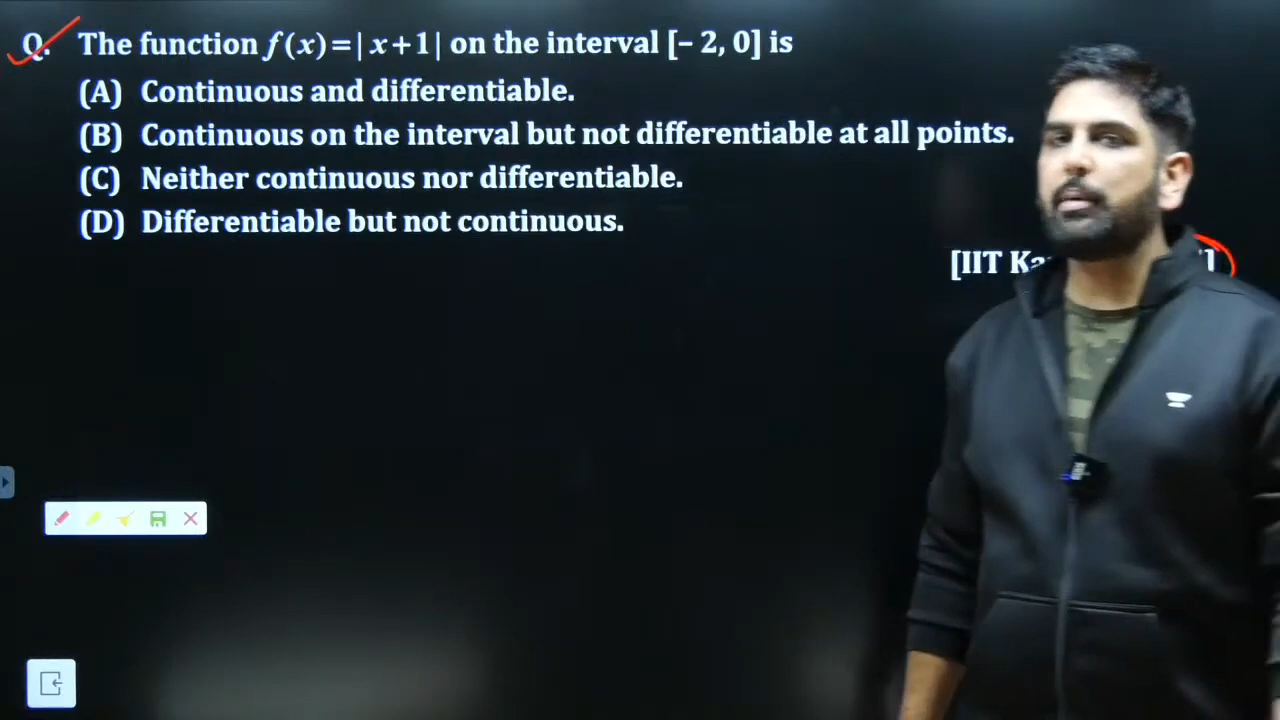 Q. The function f(x)=|x+1| on the interval [– 2, 0] is
(A) Continuous and differentiable.
(B) Continuous on the interval but not differentiable at all points.
(C) Neither continuous nor differentiable.
(D) Differentiable but not continuous.
[IIT